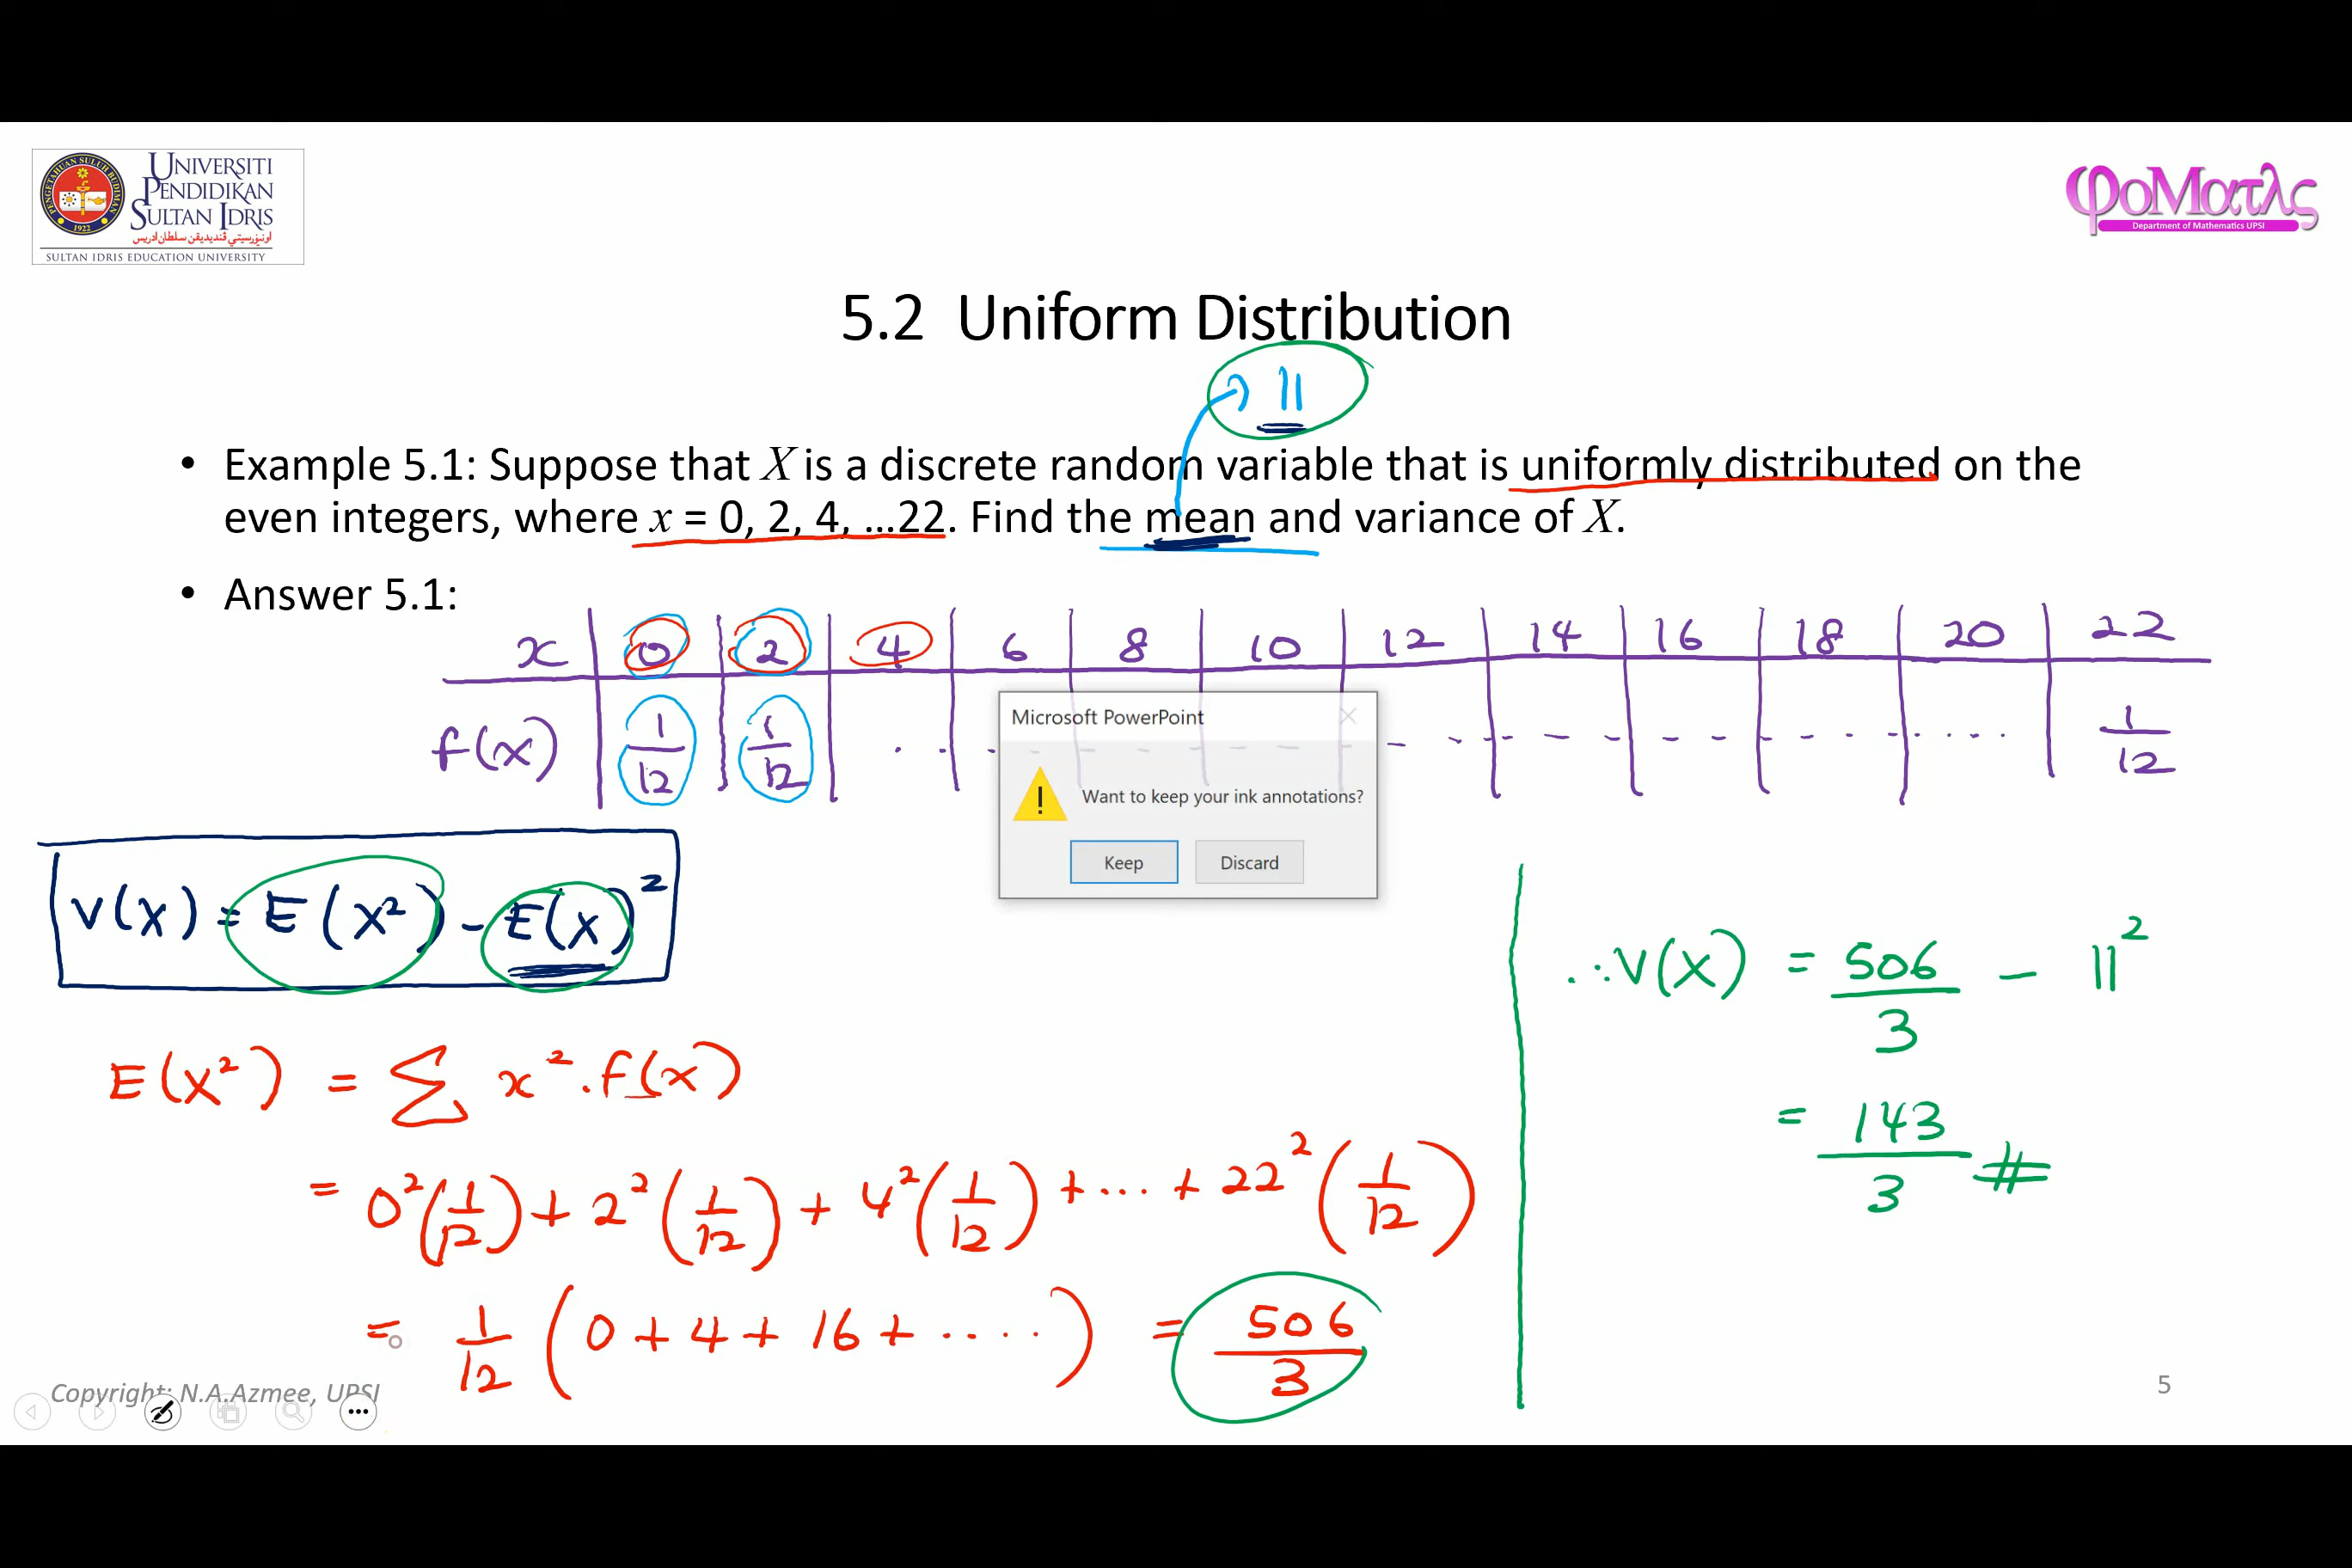 UNIVERSITI
PENDIDIKAN
SULTAN IDRIS
اونيۏرسيتي ڤنديديقن سلطان ادريس
SULTAN IDRIS EDUCATION UNIVERSITY
φοΜατλς
Department of Mathematics UPSI
5.2 Uniform Distribution
11
• Example 5.1: Suppose that X is a discrete random variable that is uniformly distributed on the
even integers, where x = 0, 2, 4, …22. Find the mean and variance of X.
• Answer 5.1:
x 0 2 4 6 8 10 12 14 16 18 20 22
f(x) 1/12 1/12 . . - - - - - - - - . . . . 1/12
Microsoft PowerPoint
Want to keep your ink annotations?
Keep Discard
V(X) = E(X²) - E(X)²
E(X²) = Σ x². f(x)
= 0²(1/12) + 2²(1/12) + 4²(1/12) + ... + 22²(1/12)
= 1/12 (0 + 4 + 16 + ....) = 506/3
∴ V(X) = 506/3 - 11²
= 143/3 #
Copyright: N.A.Azmee, UPSI
5